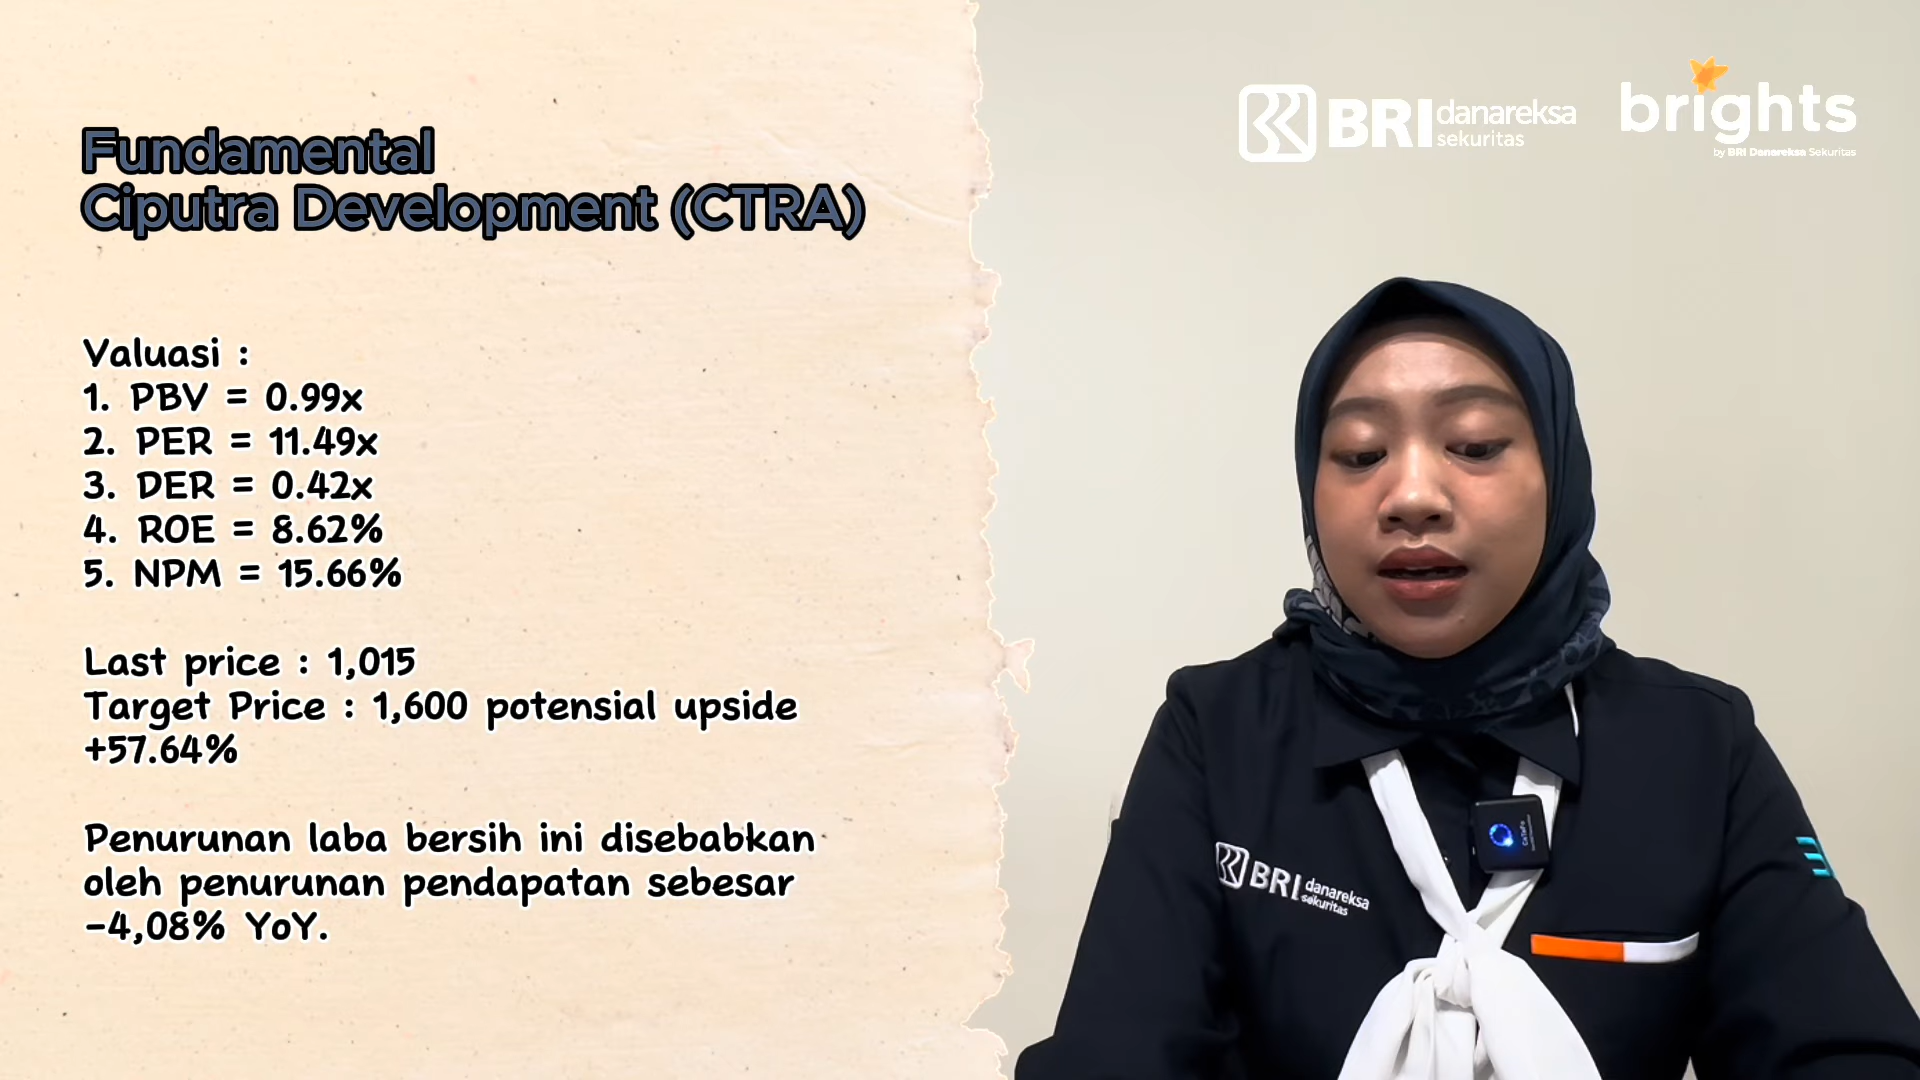 Fundamental
Ciputra Development (CTRA)
Valuasi :
1. PBV = 0.99x
2. PER = 11.49x
3. DER = 0.42x
4. ROE = 8.62%
5. NPM = 15.66%
Last price : 1,015
Target Price : 1,600 potensial upside
+57.64%
Penurunan laba bersih ini disebabkan
oleh penurunan pendapatan sebesar
-4,08% YoY.
BRI danareksa
sekuritas
brights
by BRI Danareksa Sekuritas
BRI danareksa
sekuritas